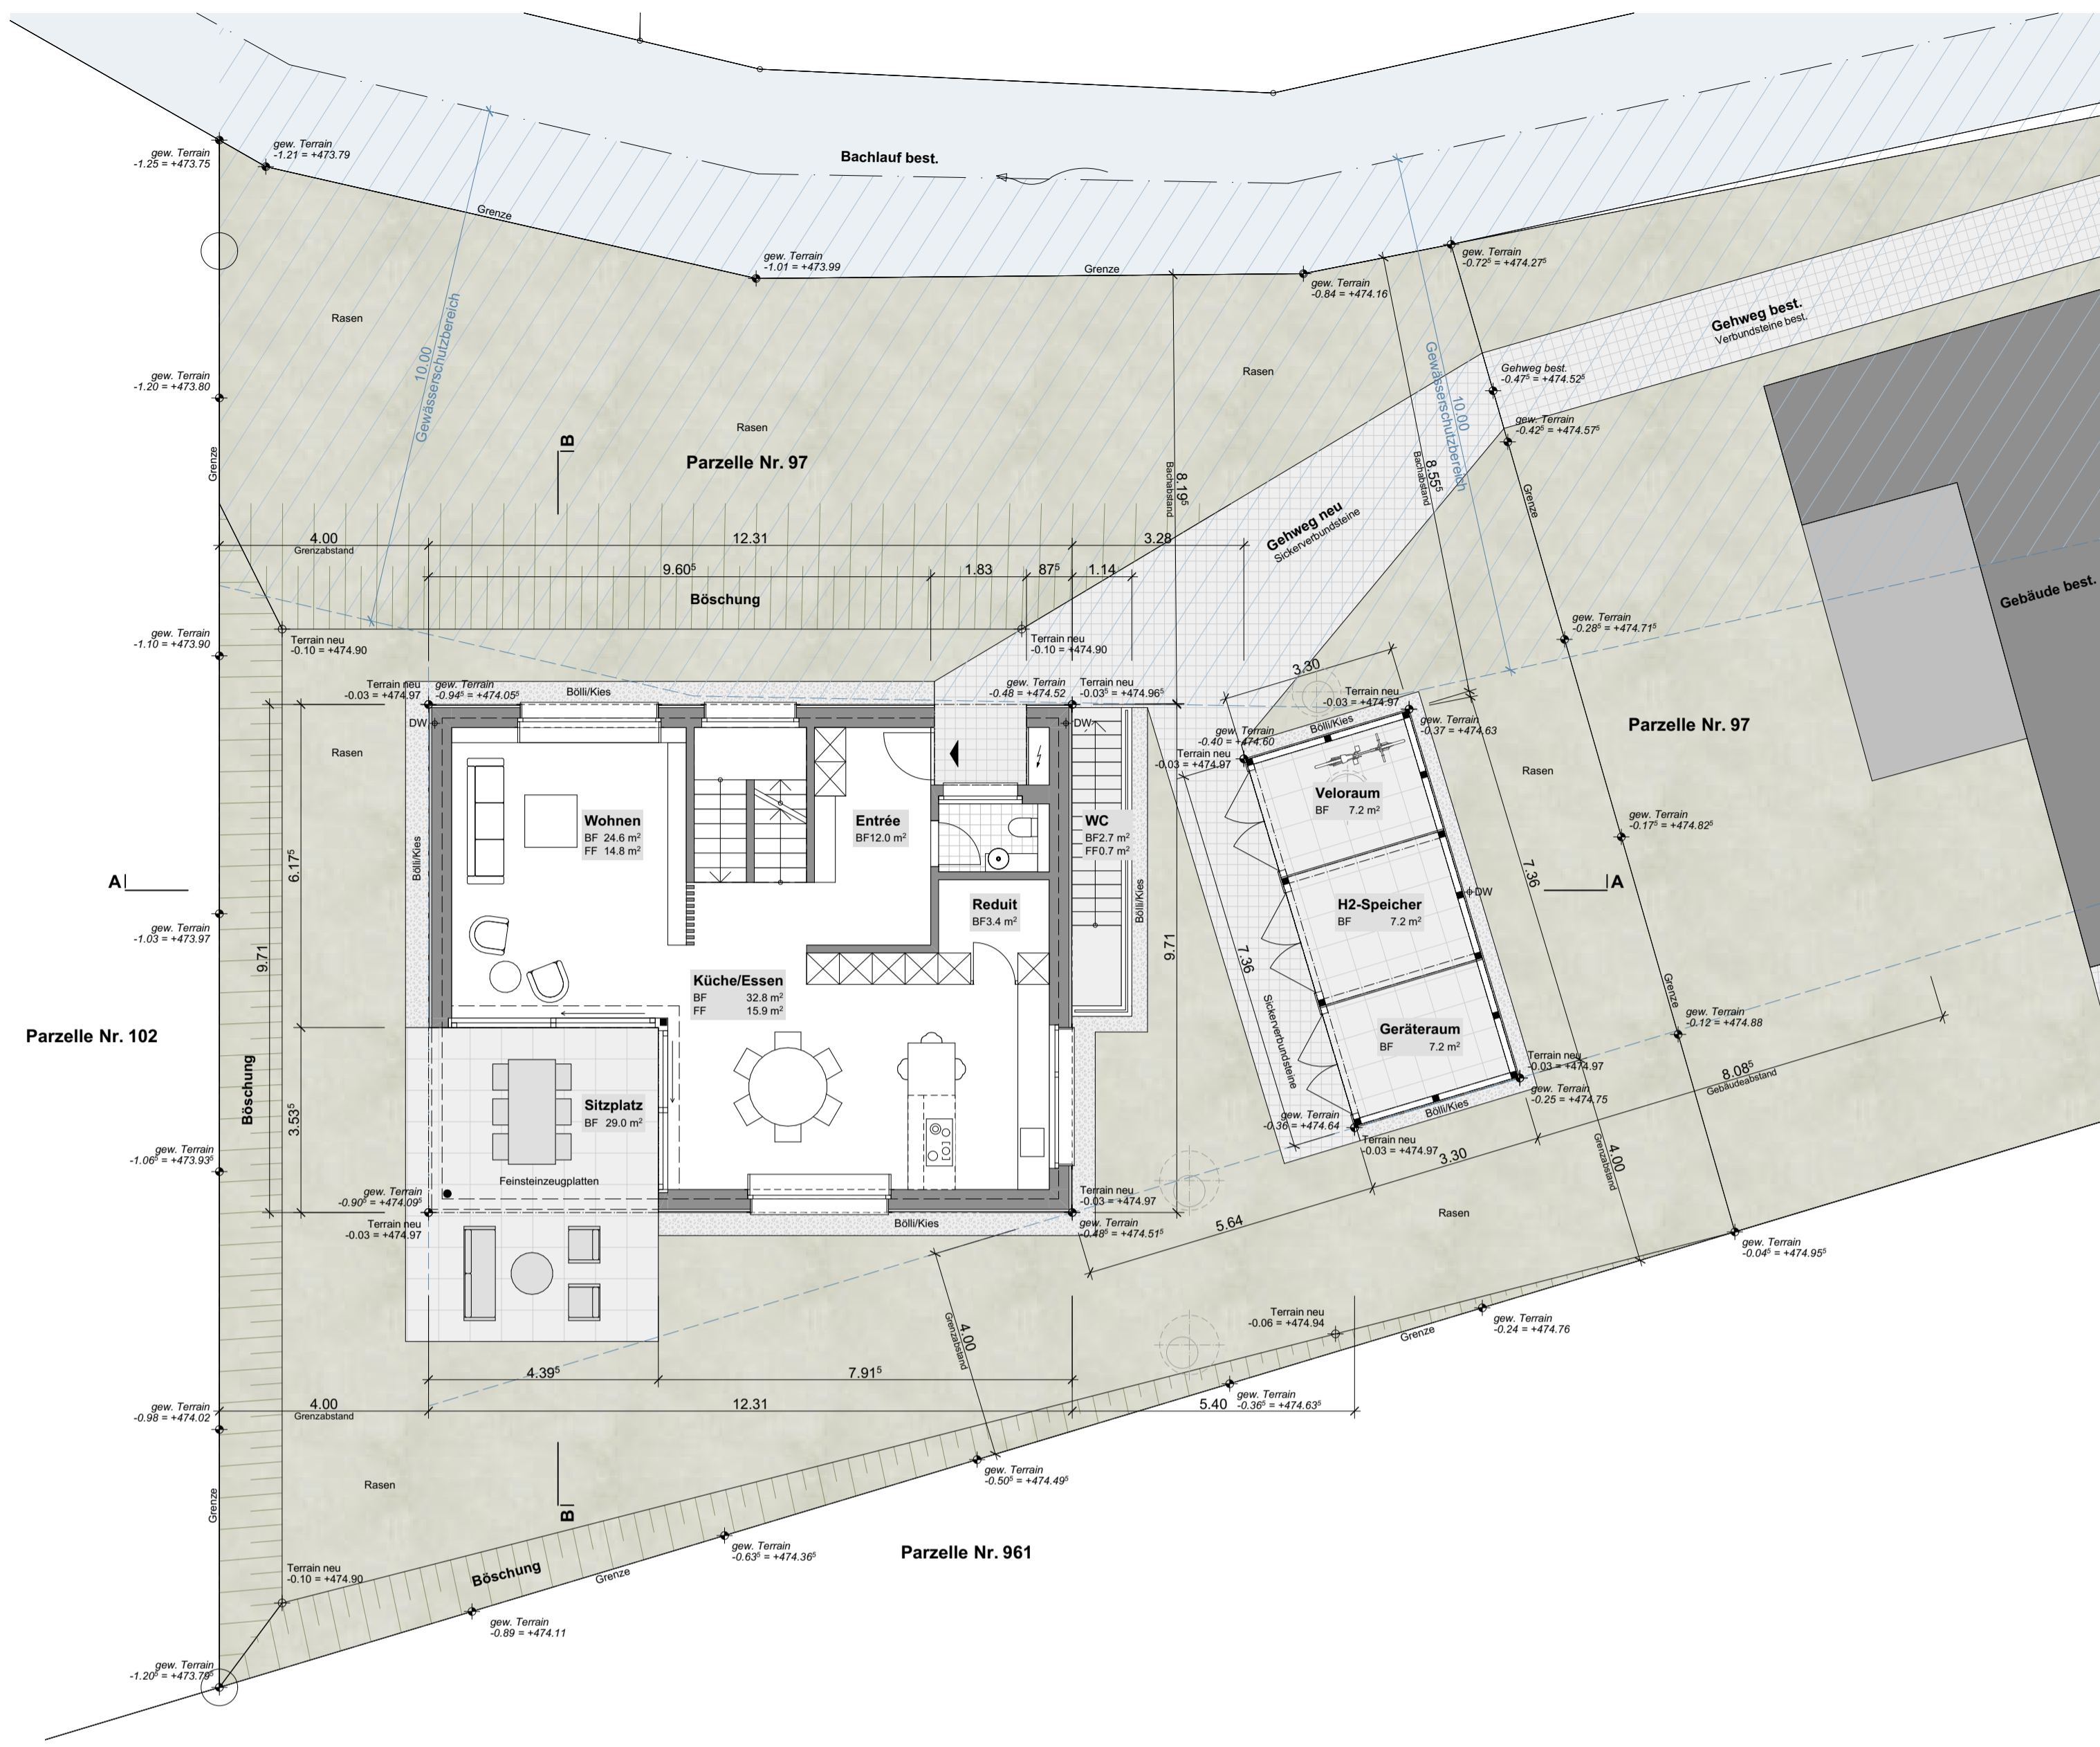 Bachlauf best.
gew. Terrain
-1.25 = +473.75
gew. Terrain
-1.21 = +473.79
Grenze
gew. Terrain
-1.01 = +473.99
Grenze
gew. Terrain
-0.84 = +474.16
gew. Terrain
-0.72⁵ = +474.27⁵
Rasen
10.00
Gewässerschutzbereich
Gehweg best.
Verbundsteine best.
gew. Terrain
-1.20 = +473.80
Rasen
Gehweg best.
-0.47⁵ = +474.52⁵
10.00
Gewässerschutzbereich
gew. Terrain
-0.42⁵ = +474.57⁵
Rasen
B
Parzelle Nr. 97
Grenze
8.19⁵
Bachabstand
8.55⁵
Bachabstand
Grenze
Gehweg neu
Sickerverbundsteine
4.00
Grenzabstand
12.31
3.28
9.60⁵
1.83
87⁵
1.14
Böschung
Gebäude best.
gew. Terrain
-1.10 = +473.90
Terrain neu
-0.10 = +474.90
Terrain neu
-0.10 = +474.90
gew. Terrain
-0.28⁵ = +474.71⁵
3.30
Terrain neu
-0.03 = +474.97
gew. Terrain
-0.94⁵ = +474.05⁵
Bölli/Kies
gew. Terrain
-0.48 = +474.52
Terrain neu
-0.03⁵ = +474.96⁵
Terrain neu
-0.03 = +474.97
DW
DW
Bölli/Kies
gew. Terrain
-0.37 = +474.63
gew. Terrain
-0.40 = +474.60
Terrain neu
-0.03 = +474.97
Parzelle Nr. 97
Rasen
Rasen
Veloraum
BF 7.2 m²
Wohnen
BF 24.6 m²
FF 14.8 m²
Entrée
BF12.0 m²
WC
BF2.7 m²
FF0.7 m²
gew. Terrain
-0.17⁵ = +474.82⁵
6.17⁵
Bölli/Kies
A
Bölli/Kies
7.36
A
DW
Reduit
BF3.4 m²
H2-Speicher
BF 7.2 m²
gew. Terrain
-1.03 = +473.97
9.71
9.71
7.36
Küche/Essen
BF 32.8 m²
FF 15.9 m²
Sickerverbundsteine
Grenze
gew. Terrain
-0.12 = +474.88
Parzelle Nr. 102
Geräteraum
BF 7.2 m²
Terrain neu
-0.03 = +474.97
gew. Terrain
-0.25 = +474.75
8.08⁵
Gebäudeabstand
Böschung
3.53⁵
Sitzplatz
BF 29.0 m²
Bölli/Kies
gew. Terrain
-0.36 = +474.64
Terrain neu
-0.03 = +474.97
3.30
4.00
Grenzabstand
gew. Terrain
-1.06⁵ = +473.93⁵
Feinsteinzeugplatten
gew. Terrain
-0.90⁵ = +474.09⁵
Terrain neu
-0.03 = +474.97
Terrain neu
-0.03 = +474.97
gew. Terrain
-0.48⁵ = +474.51⁵
Bölli/Kies
5.64
Rasen
gew. Terrain
-0.04⁵ = +474.95⁵
Terrain neu
-0.06 = +474.94
Grenze
gew. Terrain
-0.24 = +474.76
4.00
Grenzabstand
4.39⁵
7.91⁵
gew. Terrain
-0.98 = +474.02
4.00
Grenzabstand
12.31
5.40
gew. Terrain
-0.36⁵ = +474.63⁵
Rasen
Grenze
B
gew. Terrain
-0.50⁵ = +474.49⁵
gew. Terrain
-0.63⁵ = +474.36⁵
Parzelle Nr. 961
Terrain neu
-0.10 = +474.90
Böschung
Grenze
gew. Terrain
-0.89 = +474.11
gew. Terrain
-1.20⁵ = +473.79⁵